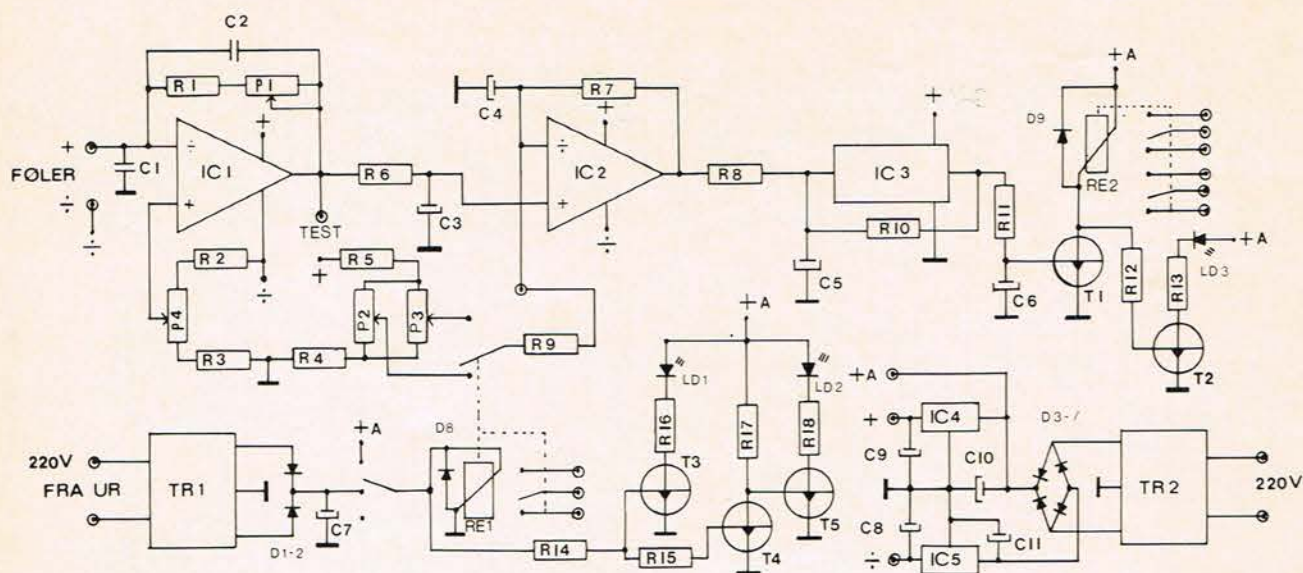 C2
R1
P1
+
FØLER
÷
÷
C1
÷
IC1
+
+
÷
TEST
R6
C3
C4
R7
+
÷
IC2
+
÷
R8
+
IC3
R10
C5
R11
C6
+A
D9
RE2
T1
R12
R13
+A
LD3
T2
R2
P4
R3
R5
+
R4
P2
P3
R9
220V
FRA UR
TR1
D1-2
C7
+A
D8
RE1
R14
R15
+A
LD1
R16
T3
R17
T4
LD2
R18
T5
+A
+
IC4
C9
C10
C8
÷
IC5
C11
D3-7
TR2
220V